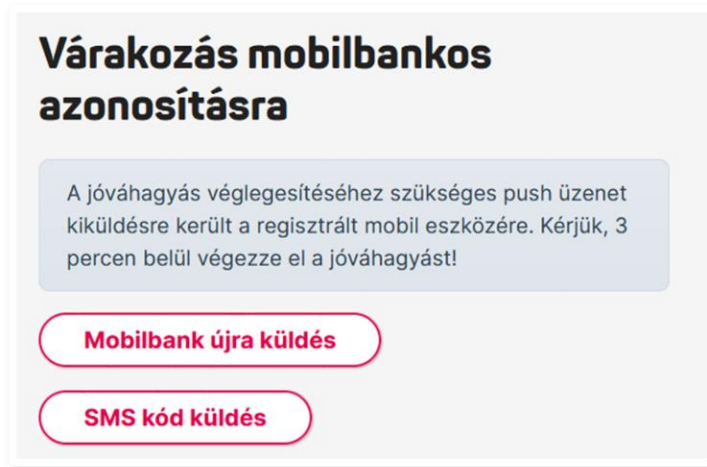 Várakozás mobilbankos
azonosításra
A jóváhagyás véglegesítéséhez szükséges push üzenet
kiküldésre került a regisztrált mobil eszközére. Kérjük, 3
percen belül végezze el a jóváhagyást!
Mobilbank újra küldés
SMS kód küldés